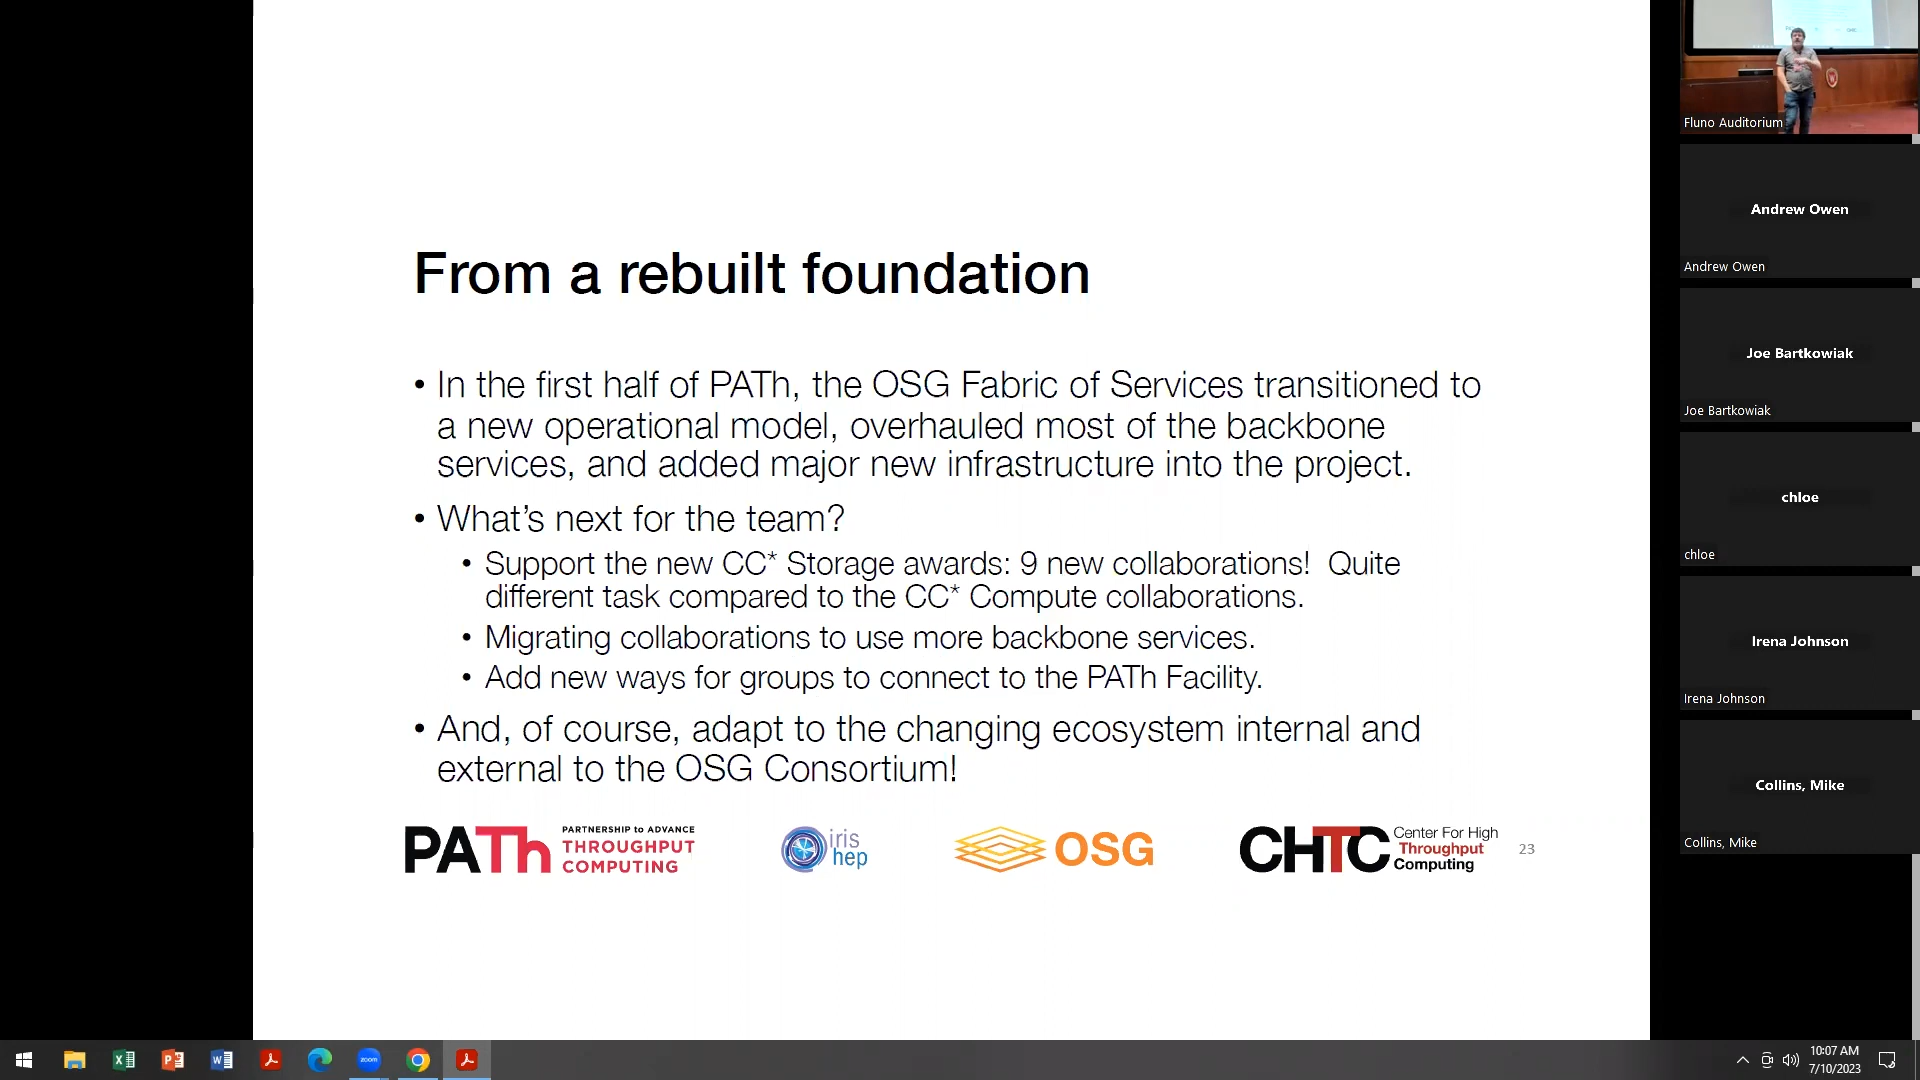 From a rebuilt foundation
• In the first half of PATh, the OSG Fabric of Services transitioned to
a new operational model, overhauled most of the backbone
services, and added major new infrastructure into the project.
• What’s next for the team?
• Support the new CC* Storage awards: 9 new collaborations!  Quite
different task compared to the CC* Compute collaborations.
• Migrating collaborations to use more backbone services.
• Add new ways for groups to connect to the PATh Facility.
• And, of course, adapt to the changing ecosystem internal and
external to the OSG Consortium!
PATh
PARTNERSHIP to ADVANCE
THROUGHPUT
COMPUTING
iris
hep
OSG
CHTC
Center For High
Throughput
Computing
23
Fluno Auditorium
Andrew Owen
Andrew Owen
Joe Bartkowiak
Joe Bartkowiak
chloe
chloe
Irena Johnson
Irena Johnson
Collins, Mike
Collins, Mike
zoom
10:07 AM
7/10/2023